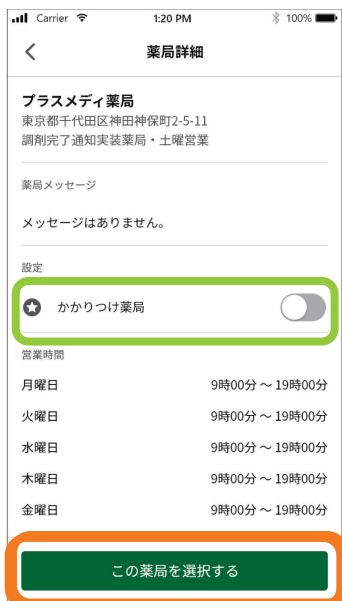 Carrier 1:20 PM 100%
薬局詳細
プラスメディ薬局
東京都千代田区神田神保町2-5-11
調剤完了通知実装薬局・土曜営業
薬局メッセージ
メッセージはありません。
設定
かかりつけ薬局
営業時間
月曜日 9時00分 ～ 19時00分
火曜日 9時00分 ～ 19時00分
水曜日 9時00分 ～ 19時00分
木曜日 9時00分 ～ 19時00分
金曜日 9時00分 ～ 19時00分
この薬局を選択する